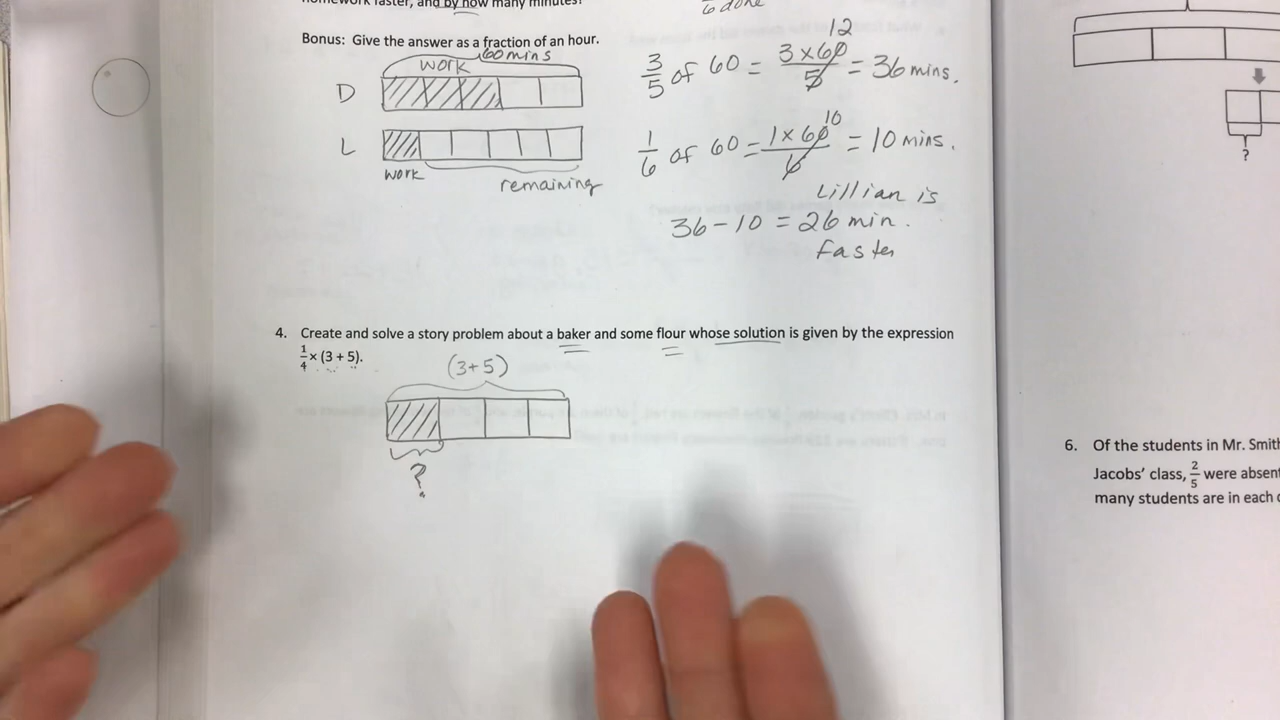 homework faster, and by how many minutes?
6 done
Bonus: Give the answer as a fraction of an hour.
60 mins
work
D
L
work
remaining
3/5 of 60 = 3 x 60/5 = 36 mins.
12
1/6 of 60 = 1 x 60/6 = 10 mins.
10
Lillian is
36 - 10 = 26 min.
faster
4. Create and solve a story problem about a baker and some flour whose solution is given by the expression
1/4 x (3 + 5).
(3+5)
?
?
6. Of the students in Mr. Smith
Jacobs' class, 2/5 were absent
many students are in each